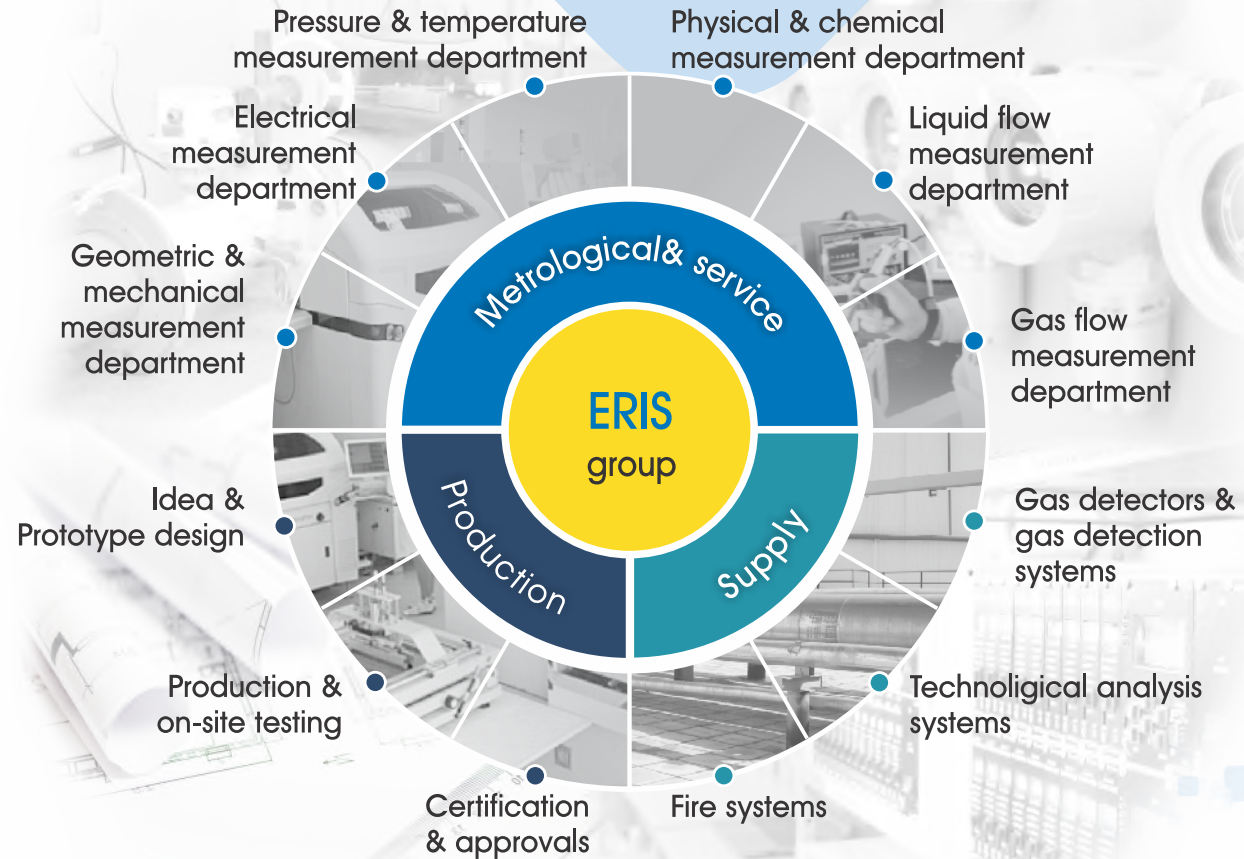 Pressure & temperature
measurement department
Physical & chemical
measurement department
Electrical
measurement
department
Liquid flow
measurement
department
Geometric &
mechanical
measurement
department
Gas flow
measurement
department
Metrological& service
ERIS
group
Production
Supply
Idea &
Prototype design
Gas detectors &
gas detection
systems
Production &
on-site testing
Technoligical analysis
systems
Certification
& approvals
Fire systems